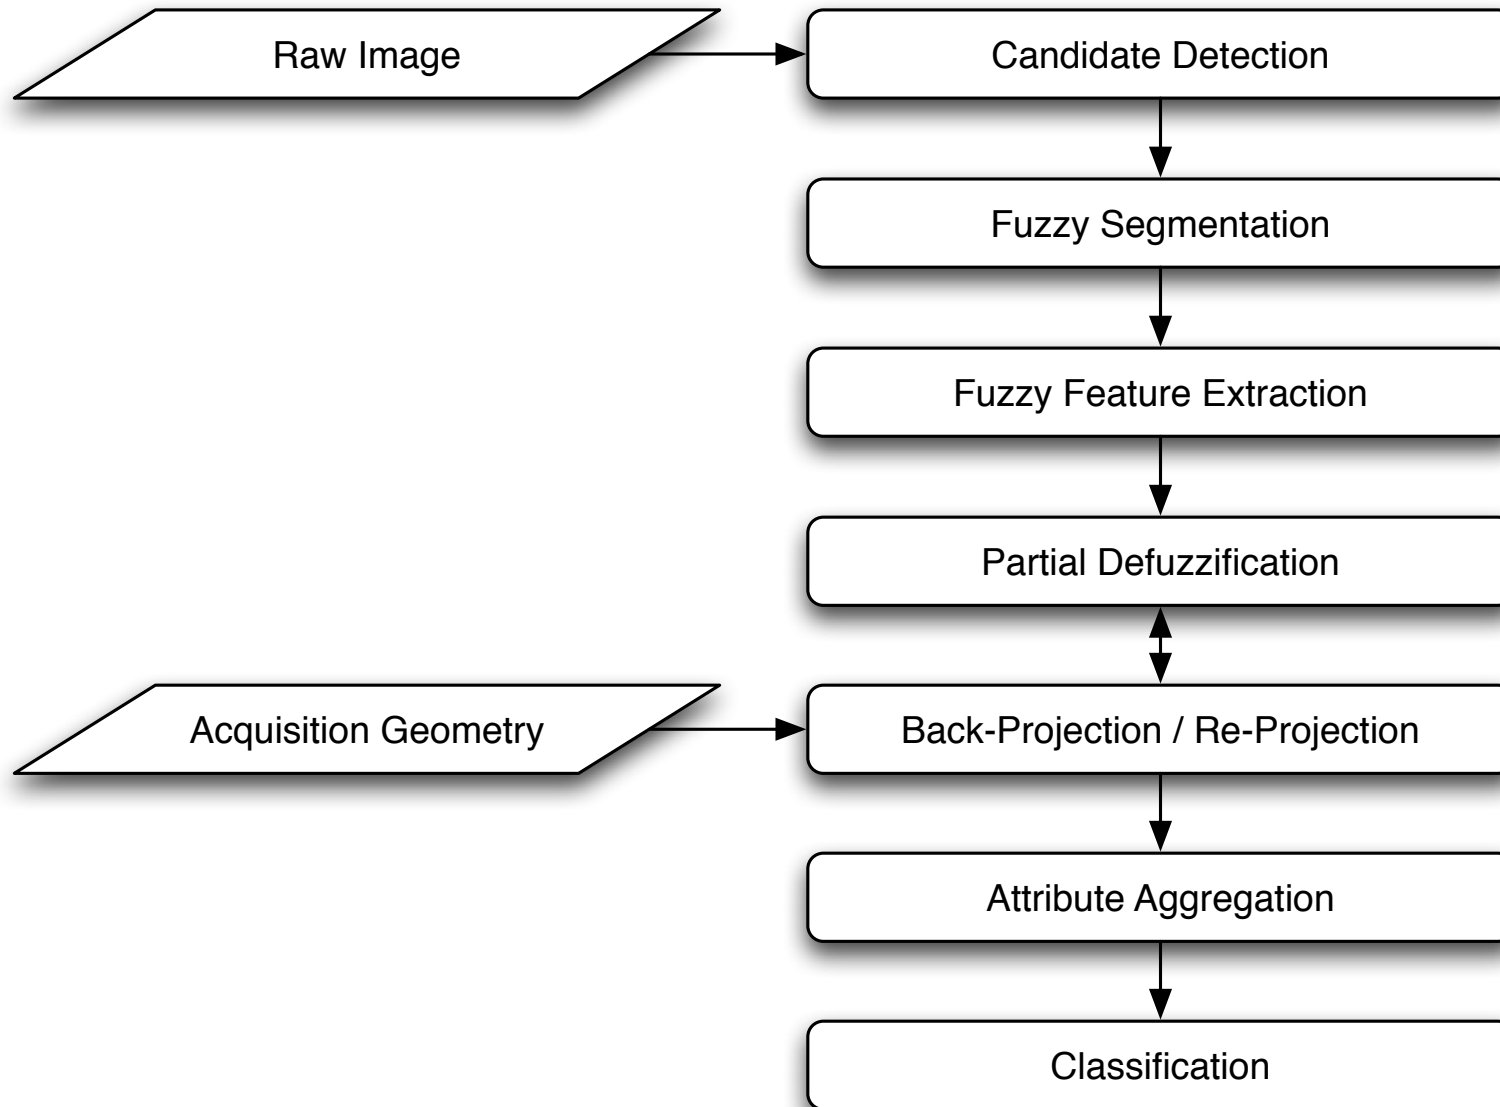 Raw Image
Candidate Detection
Fuzzy Segmentation
Fuzzy Feature Extraction
Partial Defuzzification
Acquisition Geometry
Back-Projection / Re-Projection
Attribute Aggregation
Classification